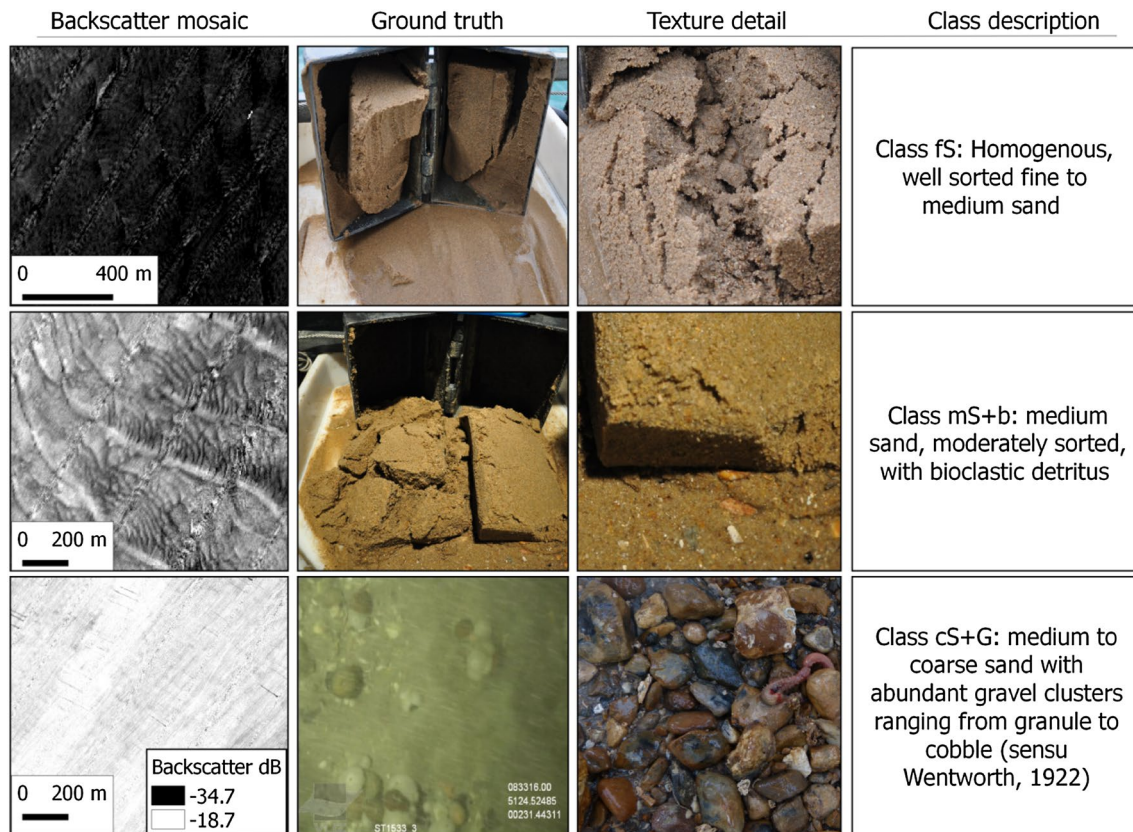 Backscatter mosaic
Ground truth
Texture detail
Class description
0 400 m
Class fS: Homogenous,
well sorted fine to
medium sand
0 200 m
Class mS+b: medium
sand, moderately sorted,
with bioclastic detritus
0 200 m
Backscatter dB
-34.7
-18.7
083316.00
5124.52485
00231.44311
ST1533_3
Class cS+G: medium to
coarse sand with
abundant gravel clusters
ranging from granule to
cobble (sensu
Wentworth, 1922)